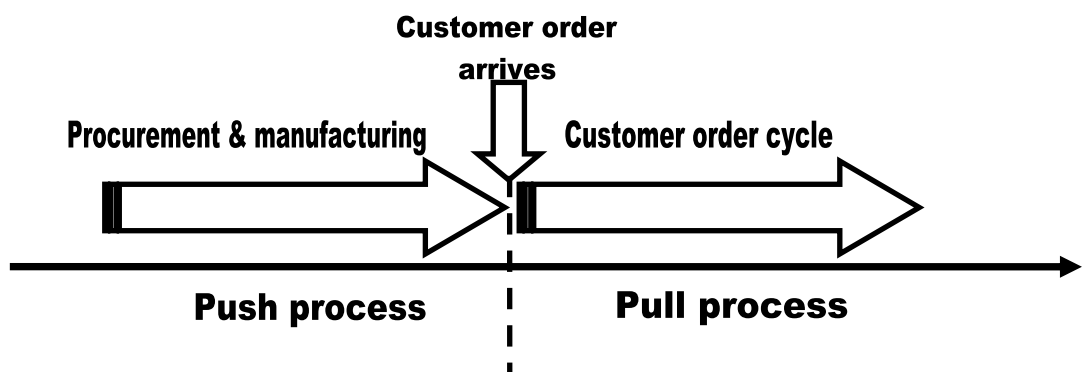 Customer order
arrives
Procurement & manufacturing
Customer order cycle
Push process
Pull process